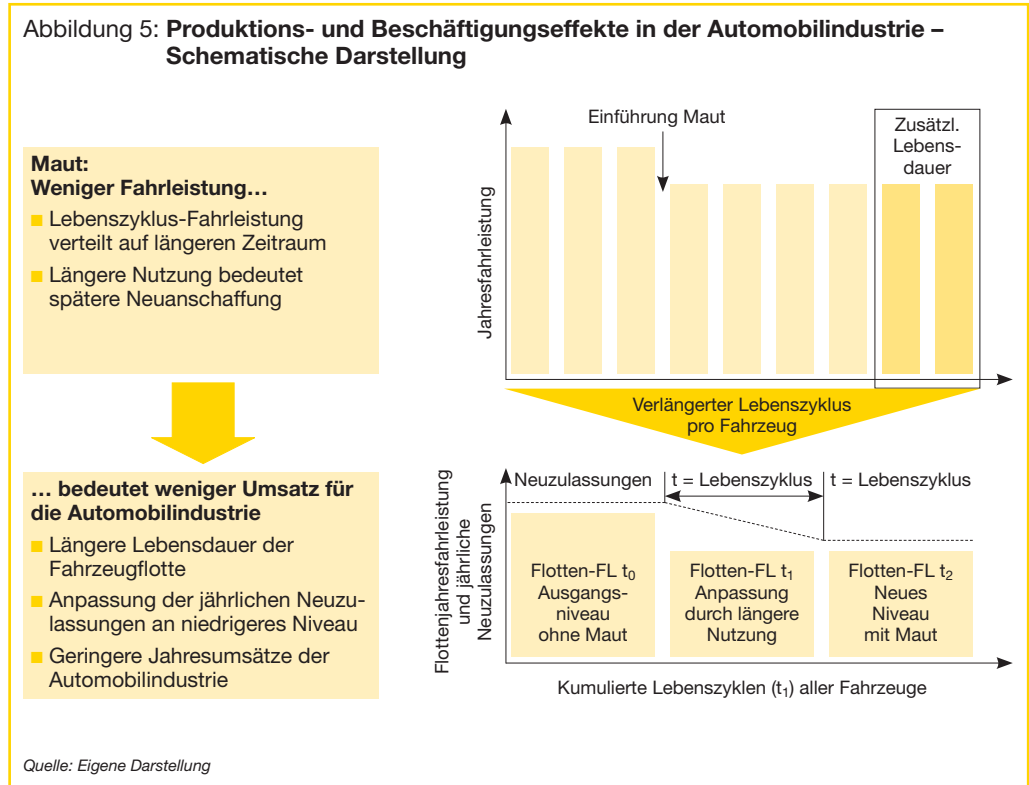 Abbildung 5: Produktions- und Beschäftigungseffekte in der Automobilindustrie –
Schematische Darstellung
Maut:
Weniger Fahrleistung…
■ Lebenszyklus-Fahrleistung
verteilt auf längeren Zeitraum
■ Längere Nutzung bedeutet
spätere Neuanschaffung
… bedeutet weniger Umsatz für
die Automobilindustrie
■ Längere Lebensdauer der
Fahrzeugflotte
■ Anpassung der jährlichen Neuzu-
lassungen an niedrigeres Niveau
■ Geringere Jahresumsätze der
Automobilindustrie
Jahresfahrleistung
Einführung Maut
Zusätzl.
Lebens-
dauer
Verlängerter Lebenszyklus
pro Fahrzeug
Flottenjahresfahrleistung
und jährliche
Neuzulassungen
Neuzulassungen
t = Lebenszyklus
t = Lebenszyklus
Flotten-FL t₀
Ausgangs-
niveau
ohne Maut
Flotten-FL t₁
Anpassung
durch längere
Nutzung
Flotten-FL t₂
Neues
Niveau
mit Maut
Kumulierte Lebenszyklen (t₁) aller Fahrzeuge
Quelle: Eigene Darstellung